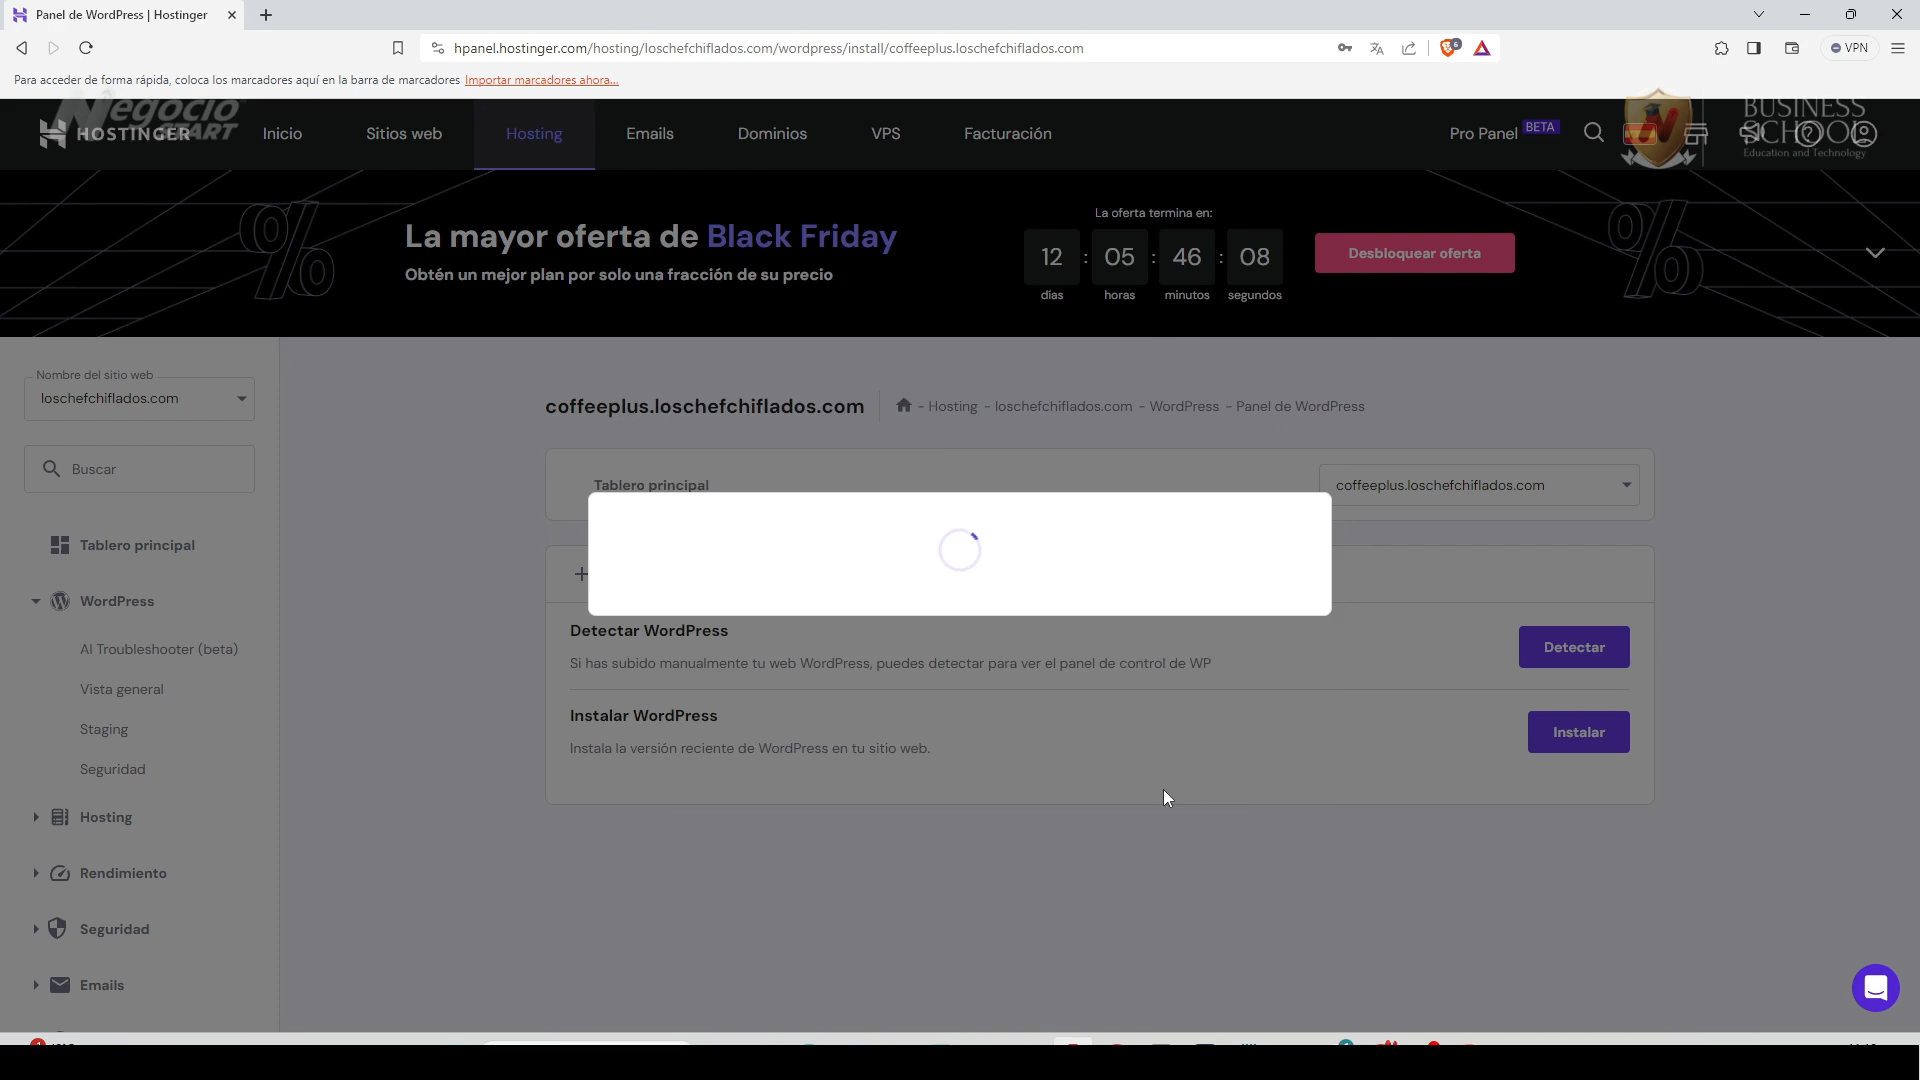 Panel de WordPress | Hostinger
hpanel.hostinger.com/hosting/loschefchiflados.com/wordpress/install/coffeeplus.loschefchiflados.com
6
VPN
Para acceder de forma rápida, coloca los marcadores aquí en la barra de marcadores Importar marcadores ahora...
Negocio
START
HOSTINGER
Inicio
Sitios web
Hosting
Emails
Dominios
VPS
Facturación
Pro Panel BETA
BUSINESS
SCHOOL
Education and Technology
La mayor oferta de Black Friday
Obtén un mejor plan por solo una fracción de su precio
La oferta termina en:
12 : 05 : 46 : 08
días horas minutos segundos
Desbloquear oferta
Nombre del sitio web
loschefchiflados.com
Buscar
Tablero principal
WordPress
AI Troubleshooter (beta)
Vista general
Staging
Seguridad
Hosting
Rendimiento
Seguridad
Emails
coffeeplus.loschefchiflados.com
- Hosting - loschefchiflados.com - WordPress - Panel de WordPress
Tablero principal
coffeeplus.loschefchiflados.com
Detectar WordPress
Si has subido manualmente tu web WordPress, puedes detectar para ver el panel de control de WP
Detectar
Instalar WordPress
Instala la versión reciente de WordPress en tu sitio web.
Instalar